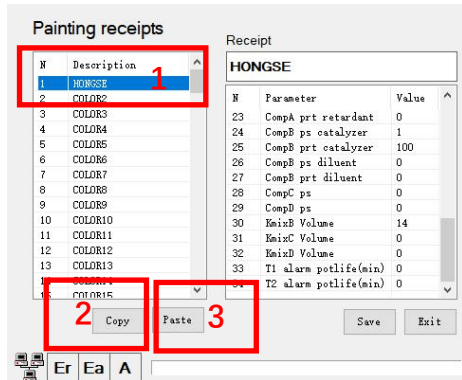 Painting receipts
N Description
1 HONGSE
2 COLOR2
3 COLOR3
4 COLOR4
5 COLOR5
6 COLOR6
7 COLOR7
8 COLOR8
9 COLOR9
10 COLOR10
11 COLOR11
12 COLOR12
13 COLOR13
15 COLOR15
1
2
Copy
Paste
3
Receipt
HONGSE
N Parameter Value
23 CompA prt retardant 0
24 CompB ps catalyzer 1
25 CompB prt catalyzer 100
26 CompB ps diluent 0
27 CompB prt diluent 0
28 CompC ps 0
29 CompD ps 0
30 KmixB Volume 14
31 KmixC Volume 0
32 KmixD Volume 0
33 T1 alarm potlife(min) 0
34 T2 alarm potlife(min) 0
Save
Exit
Er Ea A